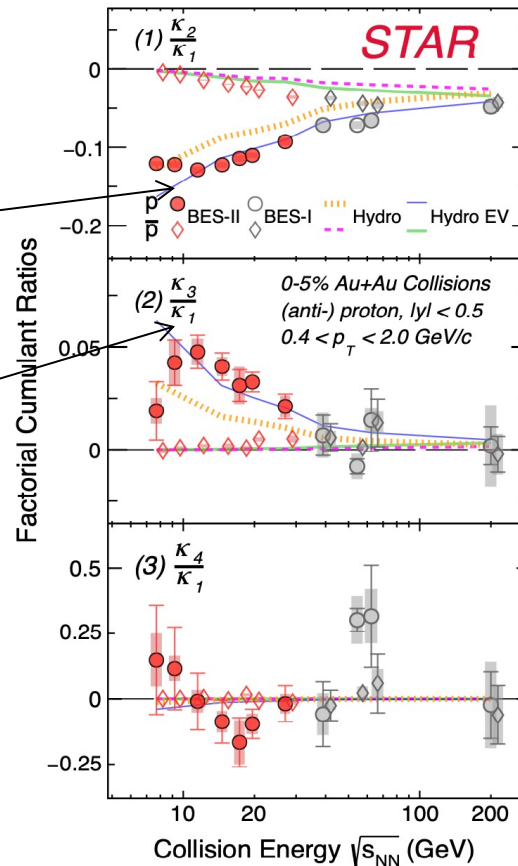 (1) κ2/κ1
STAR
0
−0.1
−0.2
p BES-II BES-I Hydro Hydro EV
p̅
(2) κ3/κ1
0-5% Au+Au Collisions
(anti-) proton, lyl < 0.5
0.4 < pT < 2.0 GeV/c
0.05
0
Factorial Cumulant Ratios
(3) κ4/κ1
0.5
0.25
0
−0.25
10 20 100 200
Collision Energy √sNN (GeV)